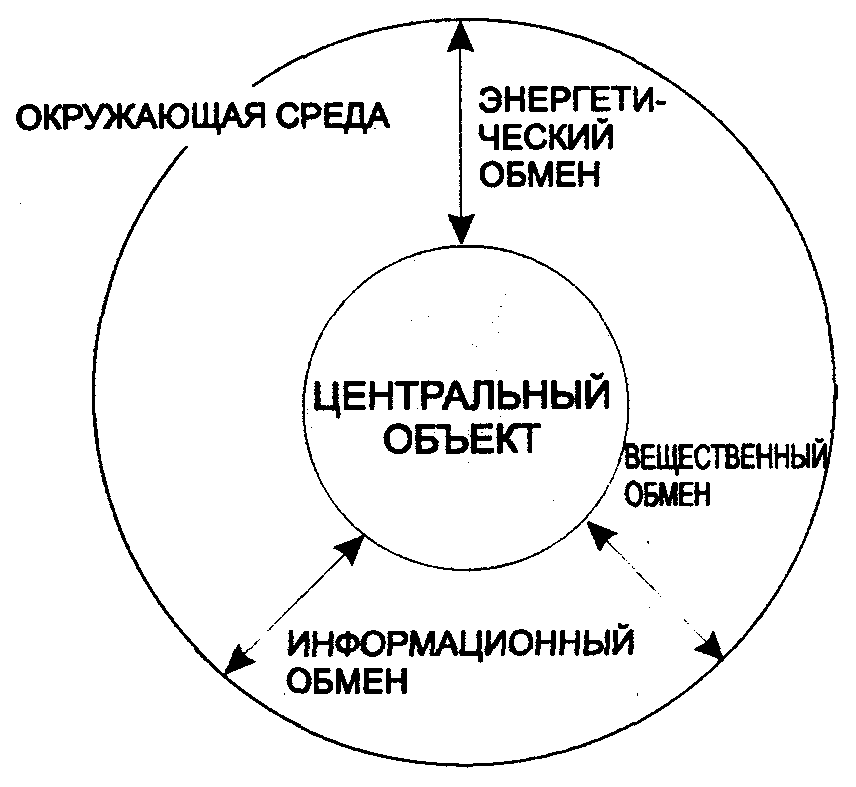 ОКРУЖАЮЩАЯ СРЕДА
ЭНЕРГЕТИ-
ЧЕСКИЙ
ОБМЕН
ЦЕНТРАЛЬНЫЙ
ОБЪЕКТ
ВЕЩЕСТВЕННЫЙ
ОБМЕН
ИНФОРМАЦИОННЫЙ
ОБМЕН